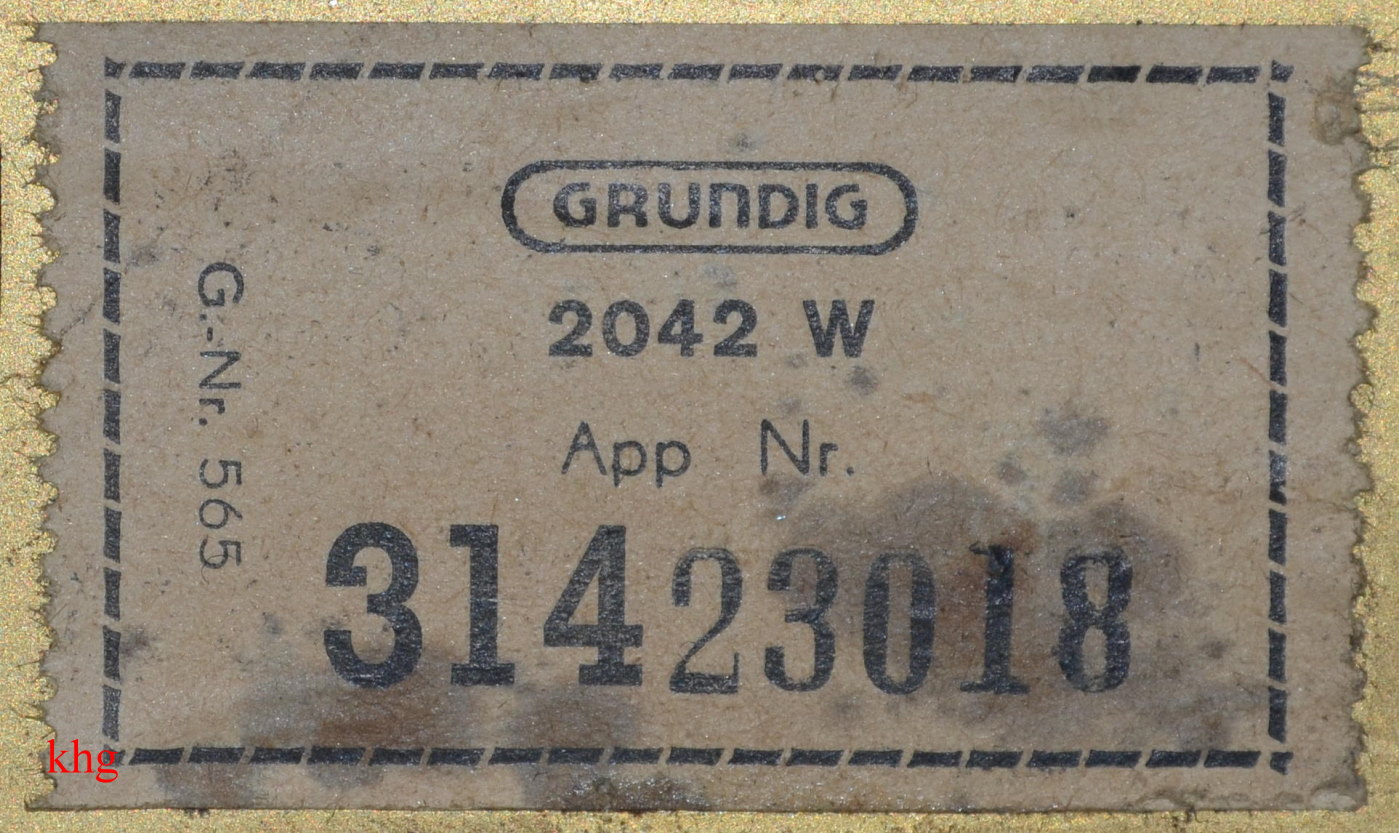 GRUNDIG
2042 W
App Nr.
31423018
G.-Nr. 565
khg